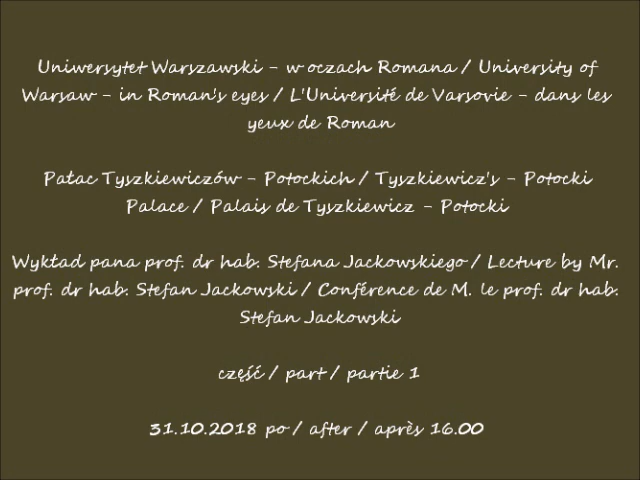 Uniwersytet Warszawski - w oczach Romana / University of
Warsaw - in Roman's eyes / L'Université de Varsovie - dans les
yeux de Roman
Pałac Tyszkiewiczów - Potockich / Tyszkiewicz's - Potocki
Palace / Palais de Tyszkiewicz - Potocki
Wykład pana prof. dr hab. Stefana Jackowskiego / Lecture by Mr.
prof. dr hab. Stefan Jackowski / Conférence de M. le prof. dr hab.
Stefan Jackowski
część / part / partie 1
31.10.2018 po / after / après 16.00